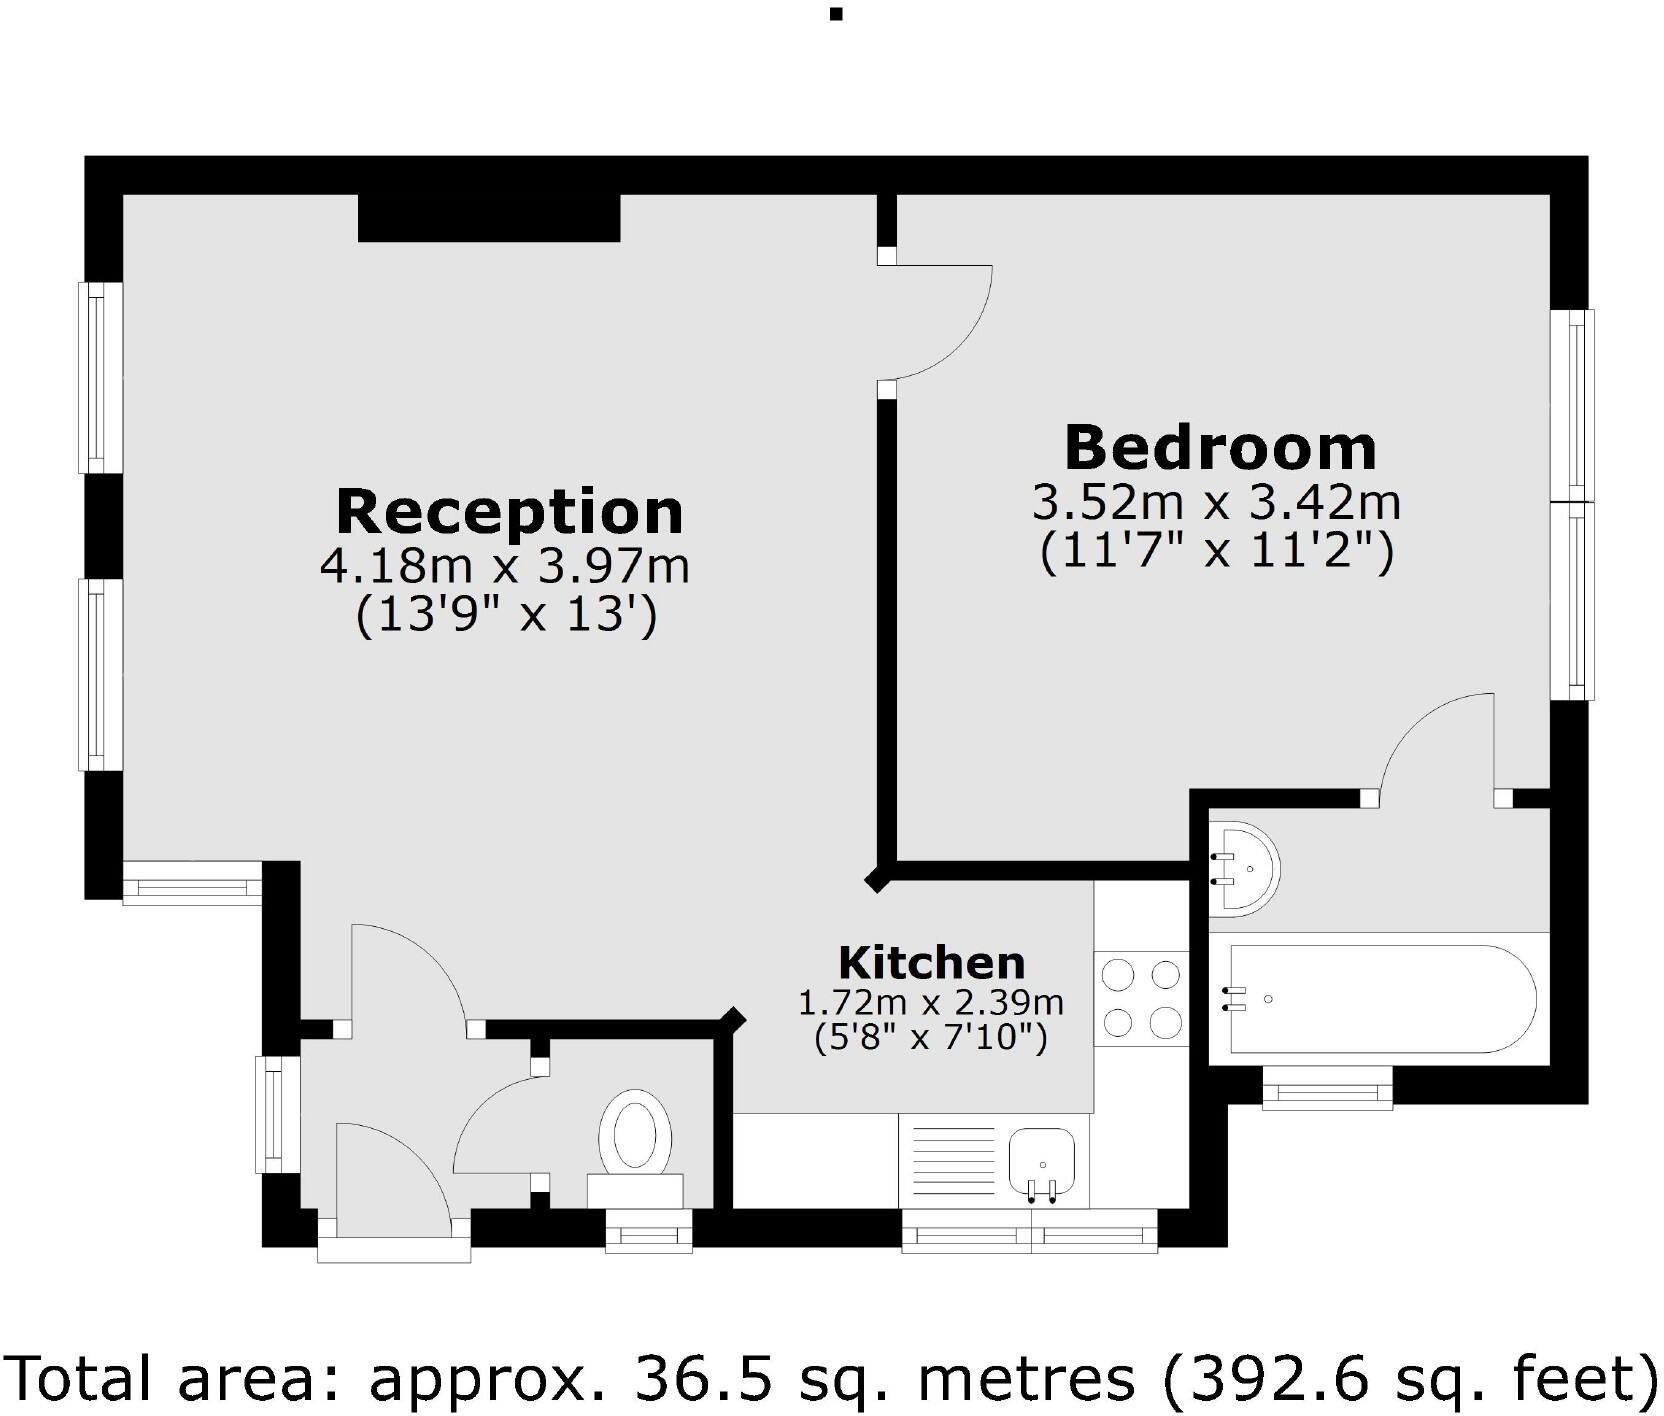 Reception
4.18m x 3.97m
(13'9" x 13')
Bedroom
3.52m x 3.42m
(11'7" x 11'2")
Kitchen
1.72m x 2.39m
(5'8" x 7'10")
Total area: approx. 36.5 sq. metres (392.6 sq. feet)